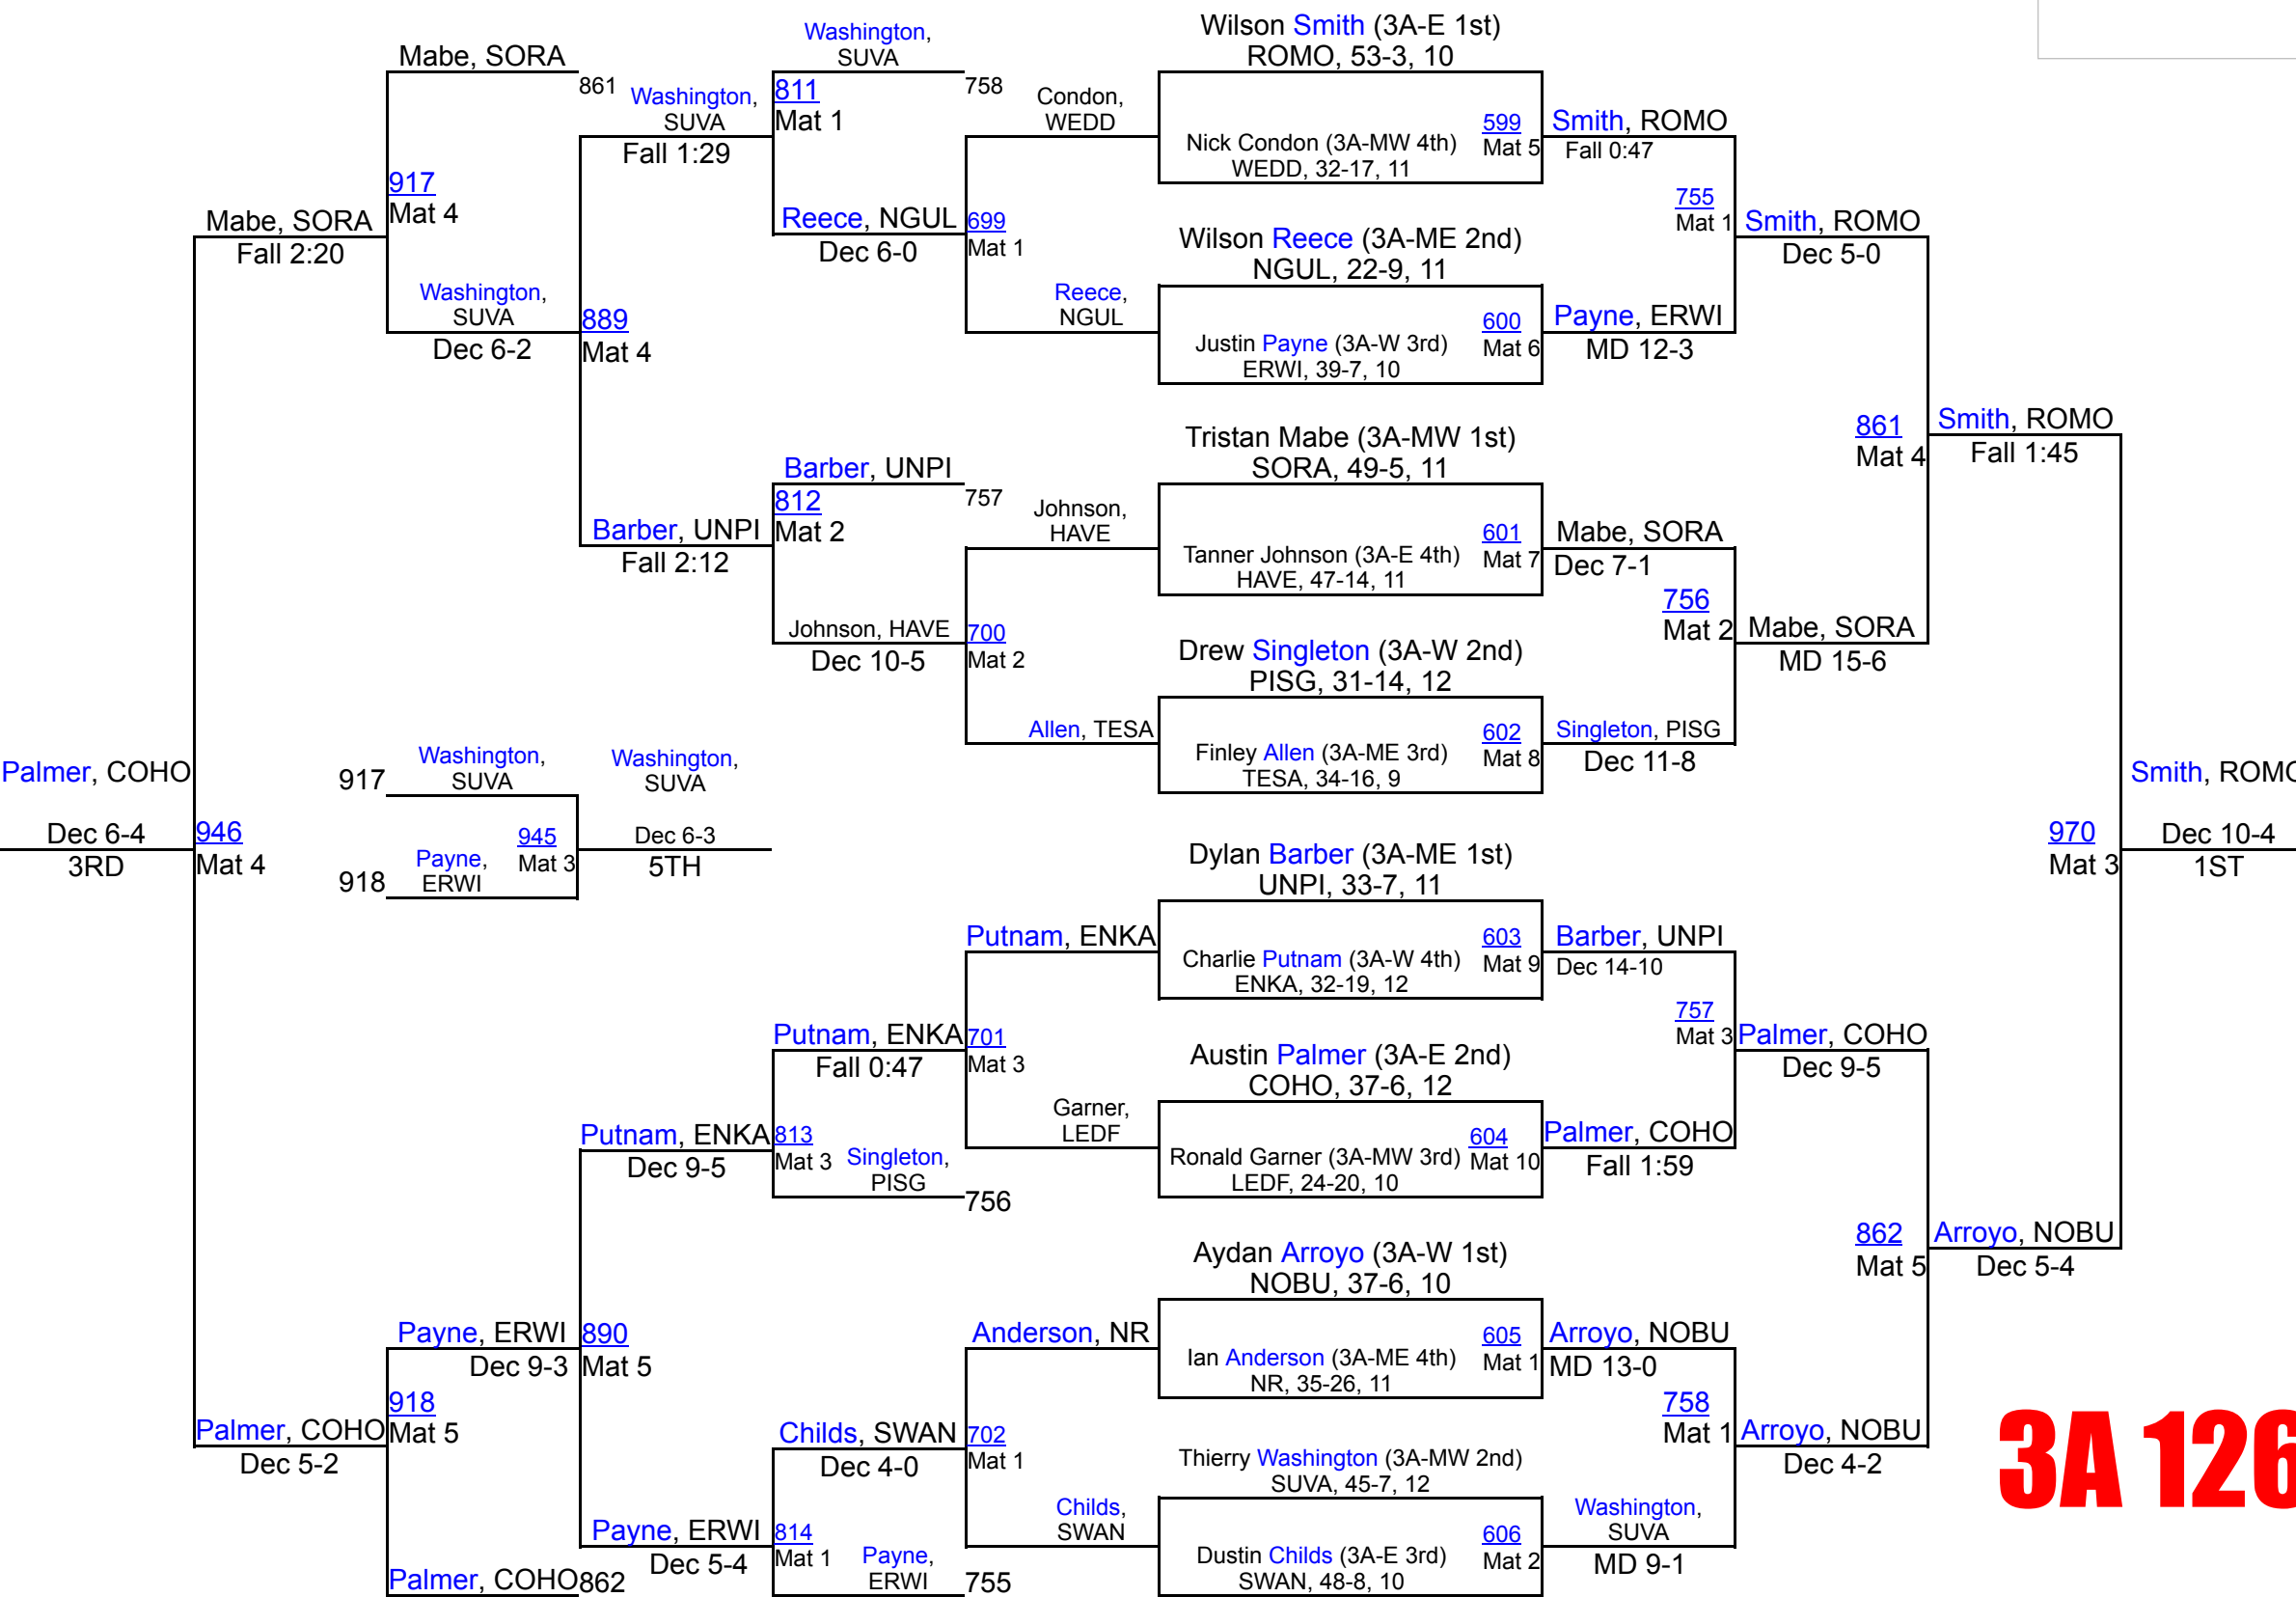 Mabe, SORA
861
917
Mat 4
Mabe, SORA
Fall 2:20
Washington,
SUVA
Dec 6-2
Washington,
SUVA
Fall 1:29
889
Mat 4
Barber, UNPI
Fall 2:12
Washington,
SUVA
758
811
Mat 1
Reece, NGUL
Dec 6-0
Barber, UNPI
757
812
Mat 2
Johnson, HAVE
Dec 10-5
Condon,
WEDD
699
Mat 1
Reece,
NGUL
Johnson,
HAVE
700
Mat 2
Allen, TESA
Wilson Smith (3A-E 1st)
ROMO, 53-3, 10
Nick Condon (3A-MW 4th)
WEDD, 32-17, 11
599
Mat 5
Wilson Reece (3A-ME 2nd)
NGUL, 22-9, 11
Justin Payne (3A-W 3rd)
ERWI, 39-7, 10
600
Mat 6
Tristan Mabe (3A-MW 1st)
SORA, 49-5, 11
Tanner Johnson (3A-E 4th)
HAVE, 47-14, 11
601
Mat 7
Drew Singleton (3A-W 2nd)
PISG, 31-14, 12
Finley Allen (3A-ME 3rd)
TESA, 34-16, 9
602
Mat 8
Smith, ROMO
Fall 0:47
755
Mat 1
Payne, ERWI
MD 12-3
Mabe, SORA
Dec 7-1
756
Mat 2
Singleton, PISG
Dec 11-8
Smith, ROMO
Dec 5-0
861
Mat 4
Mabe, SORA
MD 15-6
Smith, ROMO
Fall 1:45
Palmer, COHO
Dec 6-4
3RD
946
Mat 4
917
Washington,
SUVA
918
Payne,
ERWI
945
Mat 3
Washington,
SUVA
Dec 6-3
5TH
970
Mat 3
Smith, ROMO
Dec 10-4
1ST
Dylan Barber (3A-ME 1st)
UNPI, 33-7, 11
Charlie Putnam (3A-W 4th)
ENKA, 32-19, 12
603
Mat 9
Austin Palmer (3A-E 2nd)
COHO, 37-6, 12
Ronald Garner (3A-MW 3rd)
LEDF, 24-20, 10
604
Mat 10
Aydan Arroyo (3A-W 1st)
NOBU, 37-6, 10
Ian Anderson (3A-ME 4th)
NR, 35-26, 11
605
Mat 1
Thierry Washington (3A-MW 2nd)
SUVA, 45-7, 12
Dustin Childs (3A-E 3rd)
SWAN, 48-8, 10
606
Mat 2
Putnam, ENKA
701
Mat 3
Garner,
LEDF
Anderson, NR
702
Mat 1
Childs,
SWAN
Putnam, ENKA
Fall 0:47
813
Mat 3
Singleton,
PISG
756
Childs, SWAN
Dec 4-0
814
Mat 1
Payne,
ERWI
755
Putnam, ENKA
Dec 9-5
890
Mat 5
Payne, ERWI
Dec 5-4
Payne, ERWI
Dec 9-3
918
Mat 5
Palmer, COHO
862
Palmer, COHO
Dec 5-2
Barber, UNPI
Dec 14-10
757
Mat 3
Palmer, COHO
Fall 1:59
Arroyo, NOBU
MD 13-0
758
Mat 1
Washington,
SUVA
MD 9-1
Palmer, COHO
Dec 9-5
862
Mat 5
Arroyo, NOBU
Dec 4-2
Arroyo, NOBU
Dec 5-4
3A 126